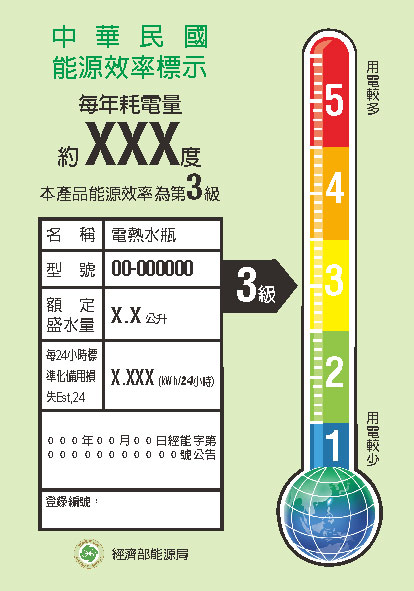 中華民國
能源效率標示
每年耗電量
約XXX度
本產品能源效率為第3級
名稱 電熱水瓶
型號 00-000000
額定盛水量 X.X 公升
每24小時標
準化備用損
失Est,24 X.XXX (kWh/24小時)
000年00月00日經能字第
00000000000號公告
登錄編號：
經濟部能源局
3級
用電較多
5
4
3
2
1
用電較少